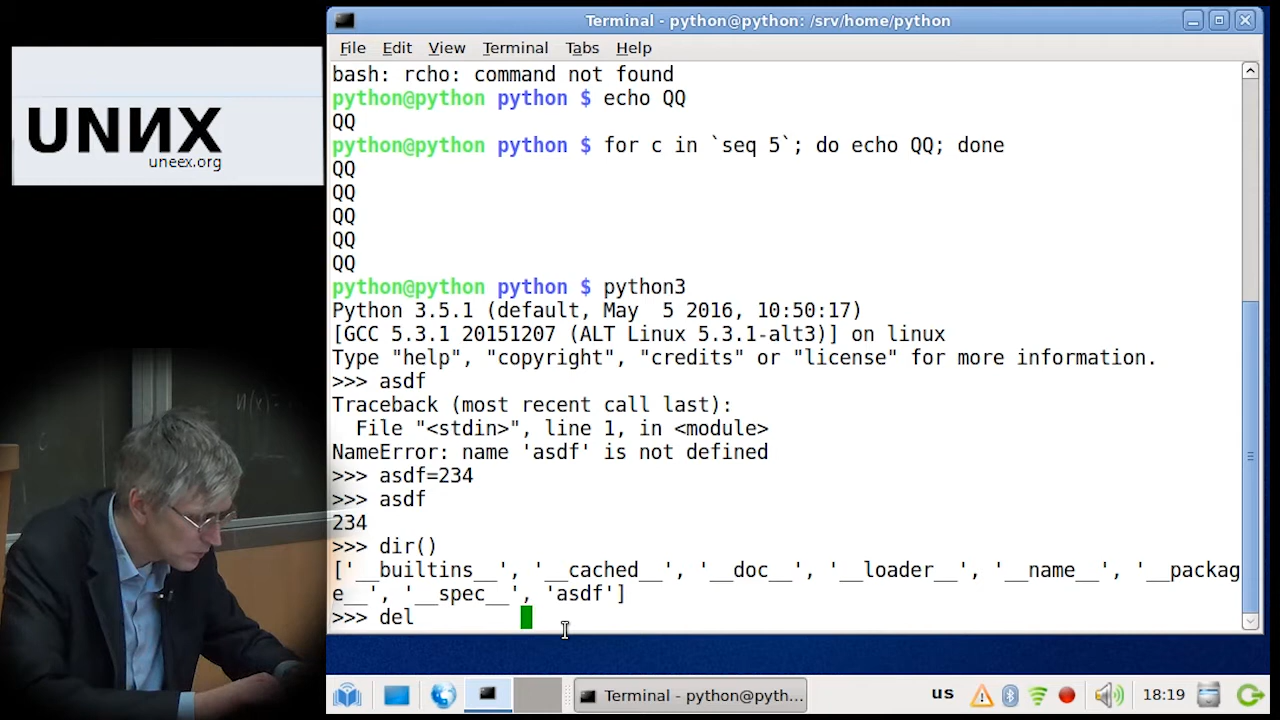 UNИX
uneex.org
Terminal - python@python: /srv/home/python
File Edit View Terminal Tabs Help
bash: rcho: command not found
python@python python $ echo QQ
QQ
python@python python $ for c in `seq 5`; do echo QQ; done
QQ
QQ
QQ
QQ
QQ
python@python python $ python3
Python 3.5.1 (default, May  5 2016, 10:50:17)
[GCC 5.3.1 20151207 (ALT Linux 5.3.1-alt3)] on linux
Type "help", "copyright", "credits" or "license" for more information.
>>> asdf
Traceback (most recent call last):
  File "<stdin>", line 1, in <module>
NameError: name 'asdf' is not defined
>>> asdf=234
>>> asdf
234
>>> dir()
['__builtins__', '__cached__', '__doc__', '__loader__', '__name__', '__packag
e__', '__spec__', 'asdf']
>>> del
Terminal - python@pyth...
us
18:19